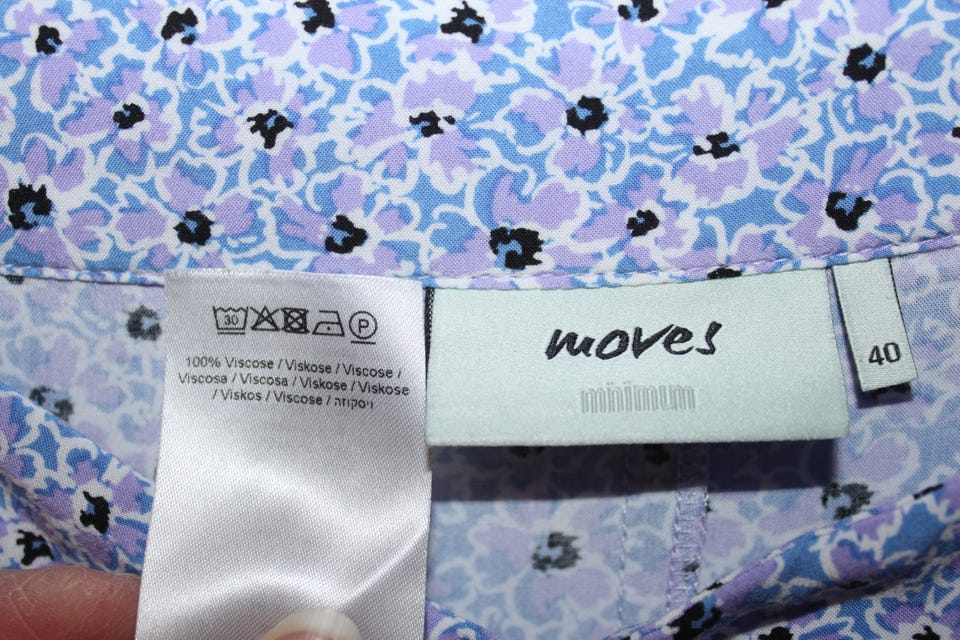 30
P
100% Viscose / Viskose / Viscose /
Viscosa / Viscosa / Viskose / Viskose
/ Viskos / Viscose / ויסקוזה
moves
minimum
40